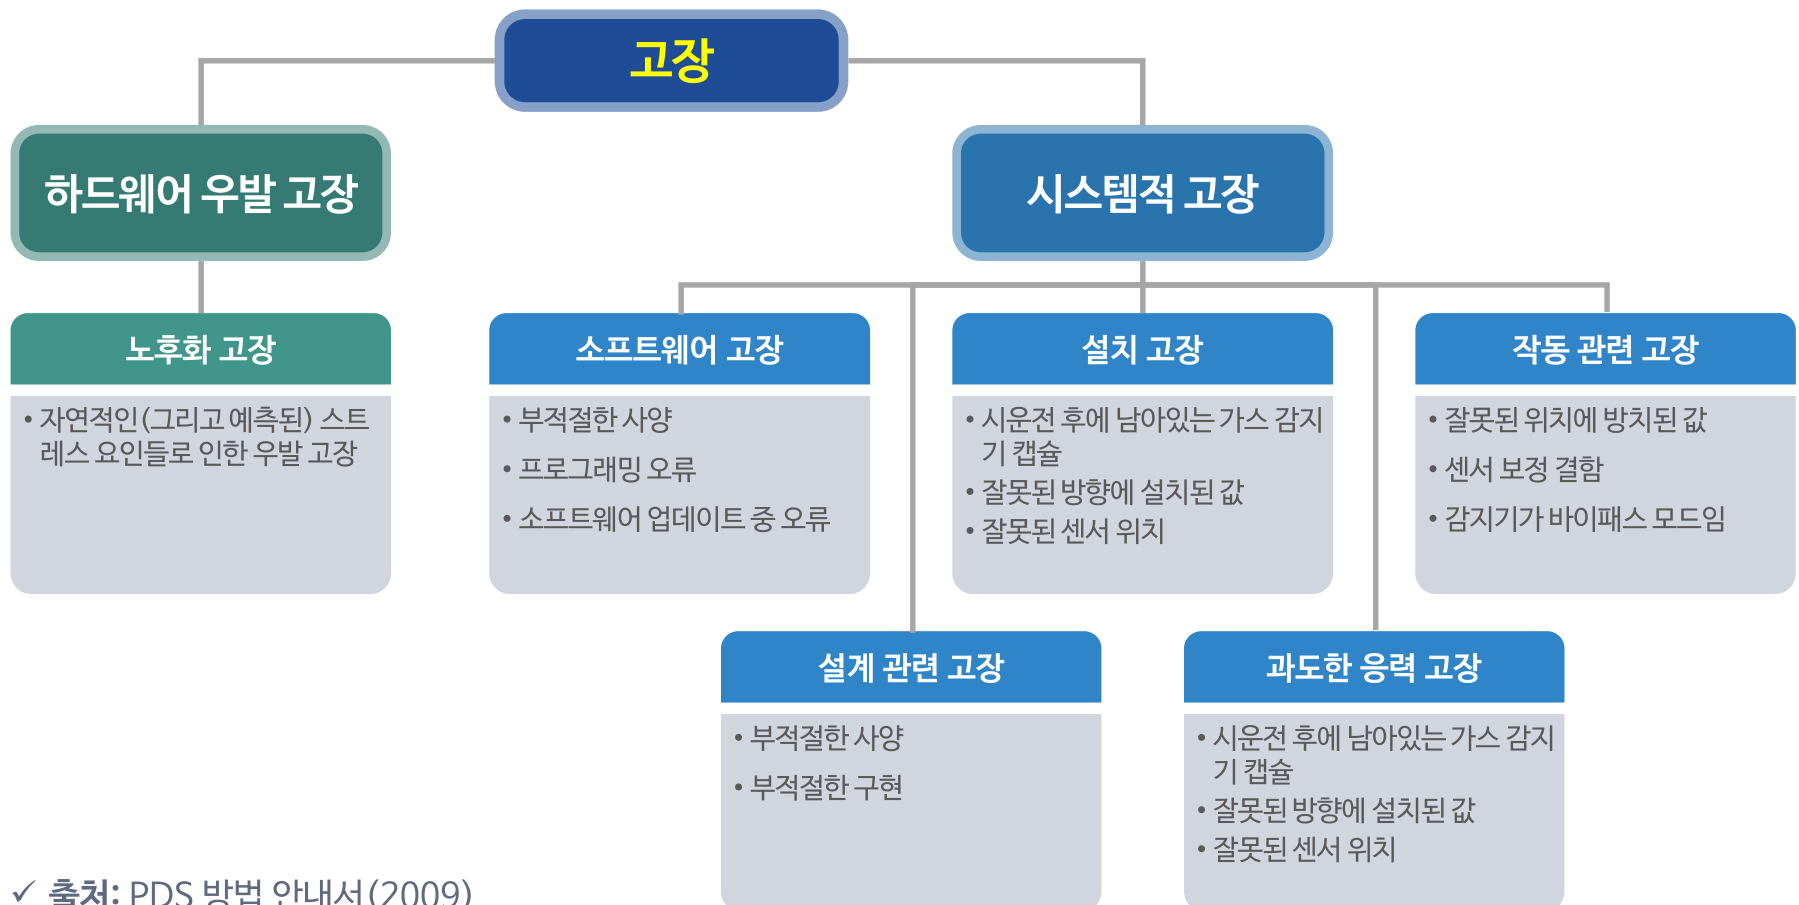 고장
하드웨어 우발 고장
시스템적 고장
노후화 고장
• 자연적인(그리고 예측된) 스트
레스 요인들로 인한 우발 고장
소프트웨어 고장
• 부적절한 사양
• 프로그래밍 오류
• 소프트웨어 업데이트 중 오류
설치 고장
• 시운전 후에 남아있는 가스 감지
기 캡슐
• 잘못된 방향에 설치된 값
• 잘못된 센서 위치
작동 관련 고장
• 잘못된 위치에 방치된 값
• 센서 보정 결함
• 감지기가 바이패스 모드임
설계 관련 고장
• 부적절한 사양
• 부적절한 구현
과도한 응력 고장
• 시운전 후에 남아있는 가스 감지
기 캡슐
• 잘못된 방향에 설치된 값
• 잘못된 센서 위치
✓ 출처: PDS 방법 안내서(2009)